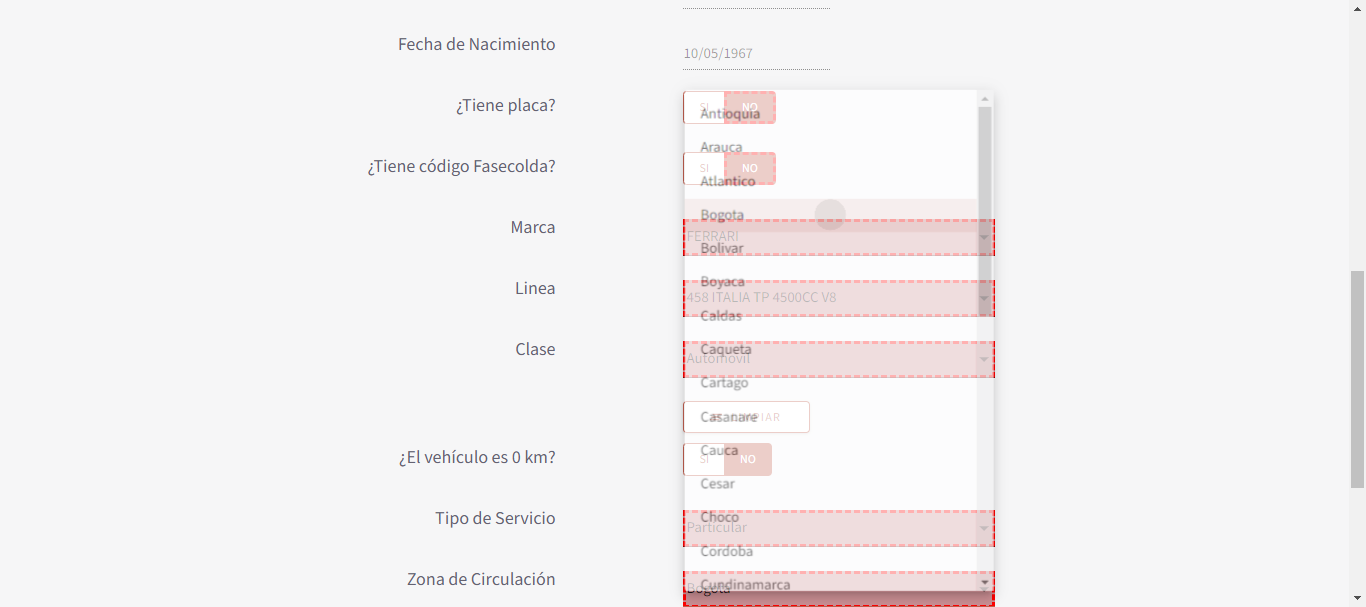 Fecha de Nacimiento
10/05/1967
¿Tiene placa?
SI NO
Antioquia
Arauca
¿Tiene código Fasecolda?
SI NO
Atlantico
Bogota
Marca
FERRARI
Bolivar
Boyaca
Linea
458 ITALIA TP 4500CC V8
Caldas
Clase
Caqueta
Automovil
Cartago
Casanare
LIMPIAR
Cauca
¿El vehículo es 0 km?
SI NO
Cesar
Choco
Tipo de Servicio
Particular
Cordoba
Zona de Circulación
Cundinamarca
Bogota